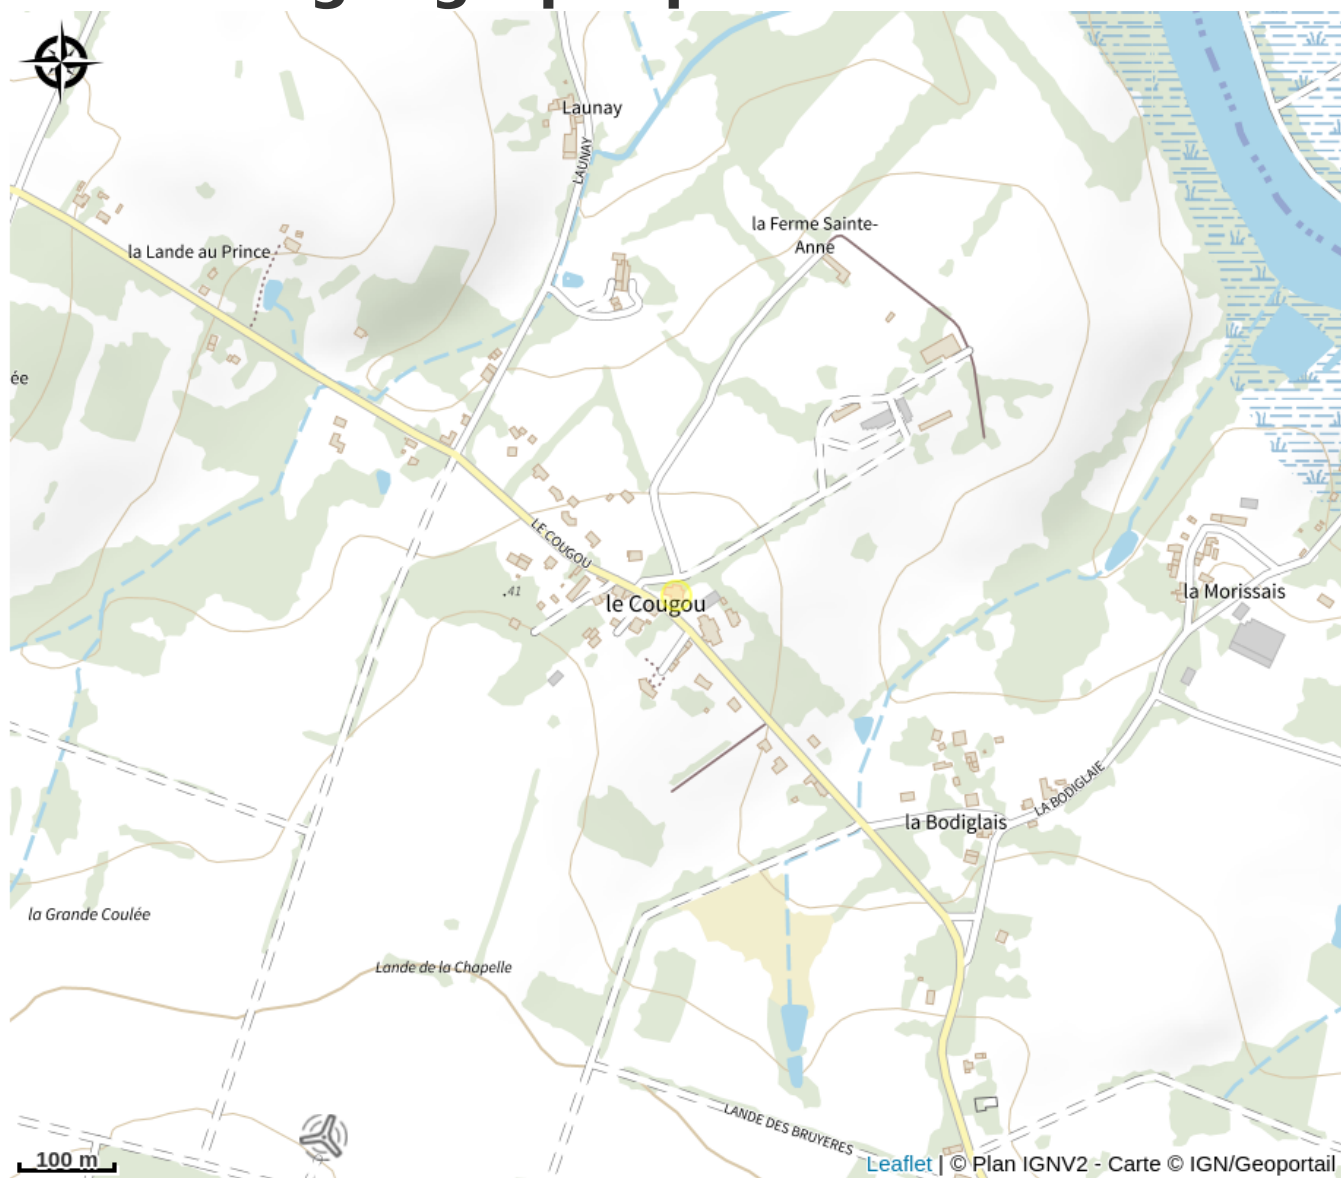 Launay
LAUNAY
la Ferme Sainte-
Anne
la Lande au Prince
ée
LE COUGOU
41
le Cougou
la Morissais
LA BODIGLAIE
la Bodiglais
la Grande Coulée
Lande de la Chapelle
LANDE DES BRUYERES
100 m
Leaflet | © Plan IGNV2 - Carte © IGN/Geoportail